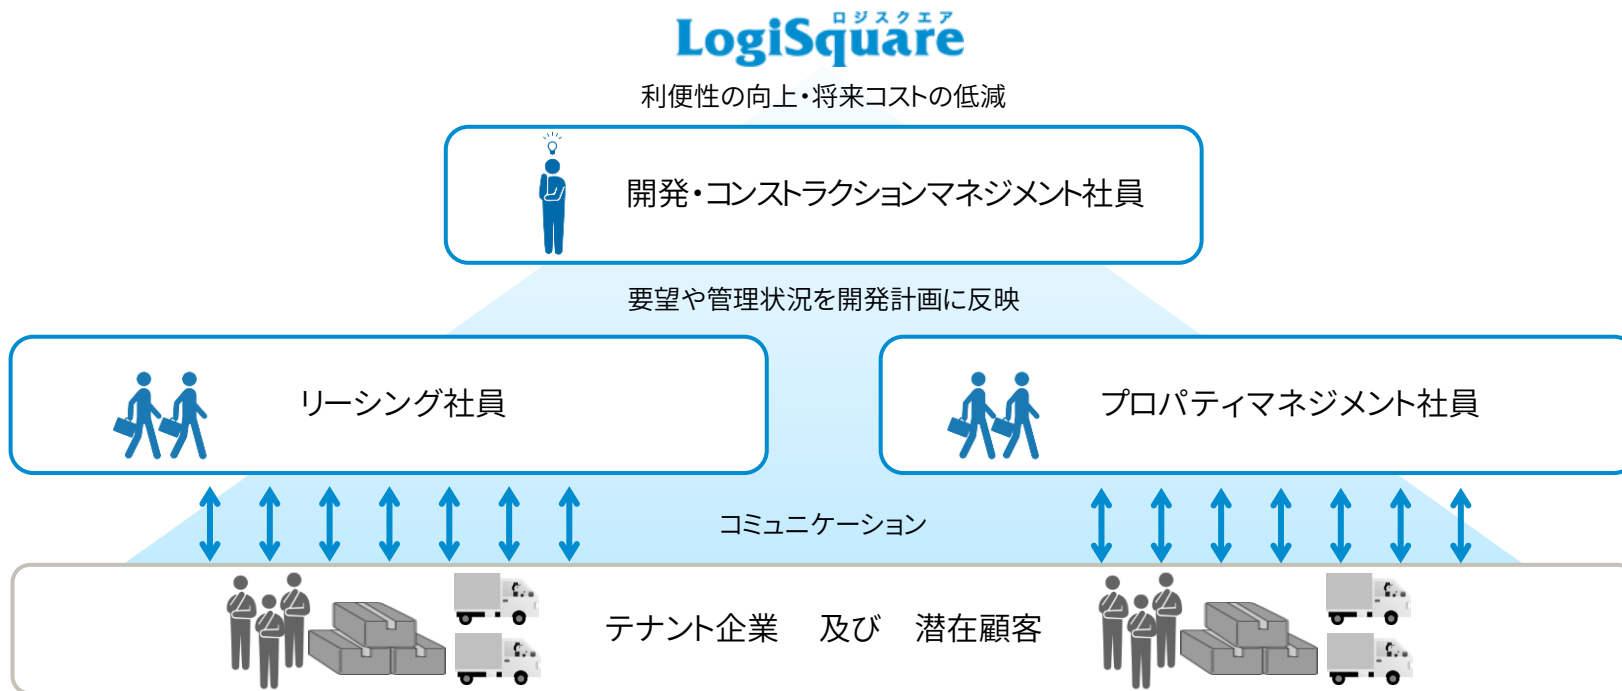 ロジスクエア
LogiSquare
利便性の向上・将来コストの低減
開発・コンストラクションマネジメント社員
要望や管理状況を開発計画に反映
リーシング社員
プロパティマネジメント社員
コミュニケーション
テナント企業 及び 潜在顧客